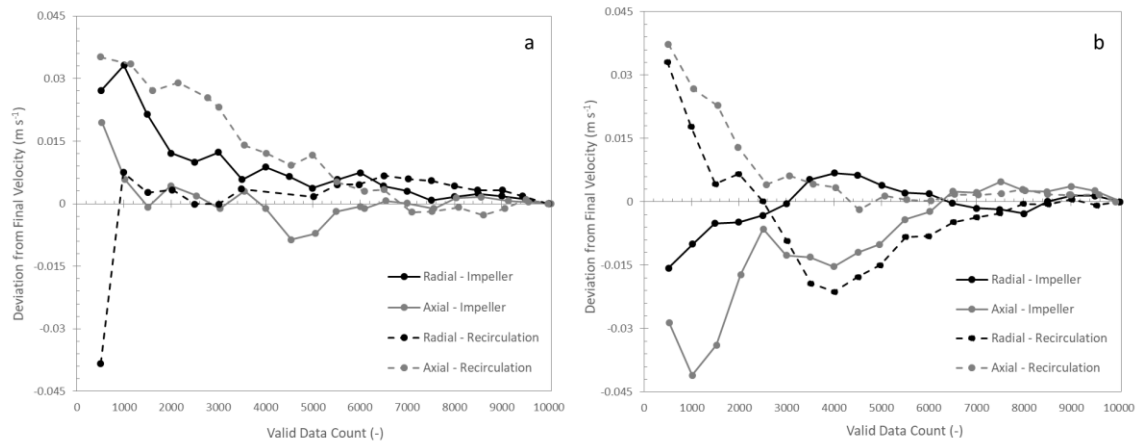 a
Deviation from Final Velocity (m s⁻¹)
0.045
0.03
0.015
0
-0.015
-0.03
-0.045
Radial - Impeller
Axial - Impeller
Radial - Recirculation
Axial - Recirculation
0 1000 2000 3000 4000 5000 6000 7000 8000 9000 10000
Valid Data Count (-)
b
Deviation from Final Velocity (m s⁻¹)
0.045
0.03
0.015
0
-0.015
-0.03
-0.045
Radial - Impeller
Axial - Impeller
Radial - Recirculation
Axial - Recirculation
0 1000 2000 3000 4000 5000 6000 7000 8000 9000 10000
Valid Data Count (-)